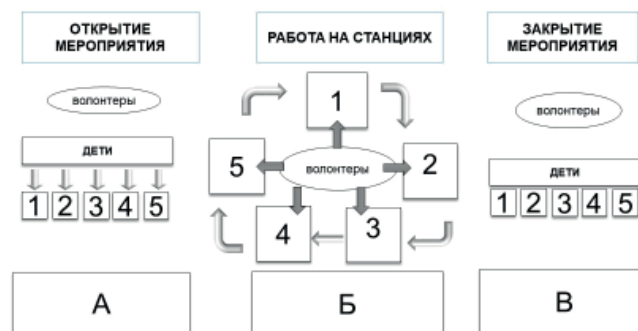 ОТКРЫТИЕ
МЕРОПРИЯТИЯ
волонтеры
ДЕТИ
1 2 3 4 5
А
РАБОТА НА СТАНЦИЯХ
1
5
волонтеры
2
4
3
Б
ЗАКРЫТИЕ
МЕРОПРИЯТИЯ
волонтеры
ДЕТИ
1 2 3 4 5
В